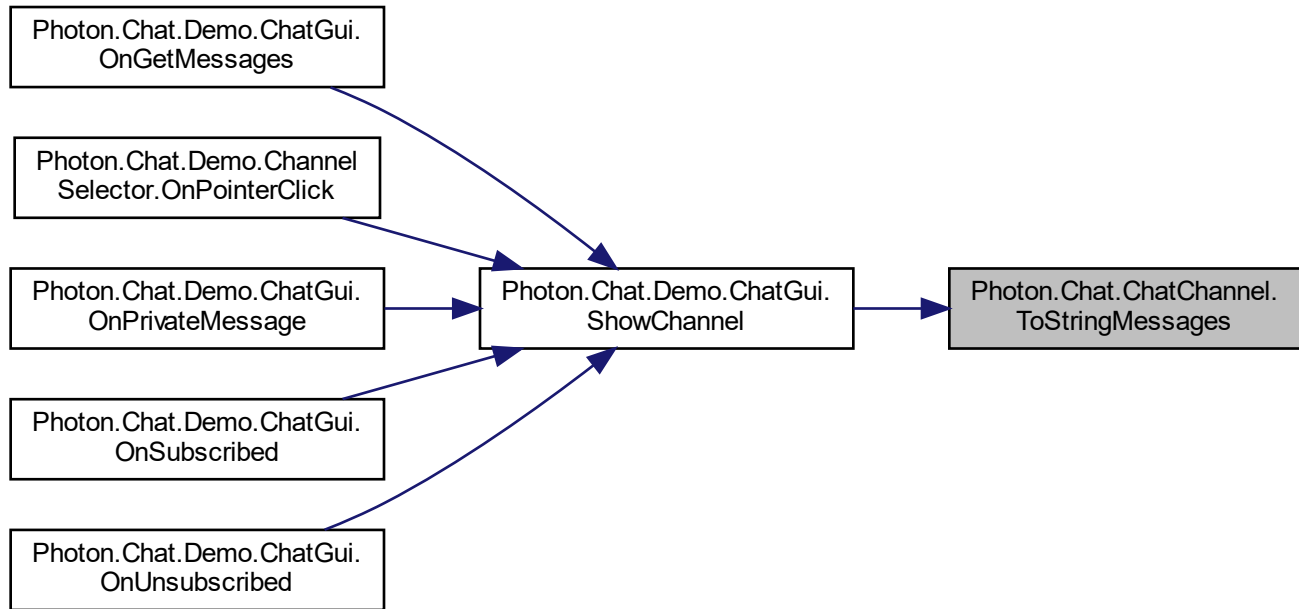 Photon.Chat.Demo.ChatGui.
OnGetMessages
Photon.Chat.Demo.Channel
Selector.OnPointerClick
Photon.Chat.Demo.ChatGui.
OnPrivateMessage
Photon.Chat.Demo.ChatGui.
OnSubscribed
Photon.Chat.Demo.ChatGui.
OnUnsubscribed
Photon.Chat.Demo.ChatGui.
ShowChannel
Photon.Chat.ChatChannel.
ToStringMessages